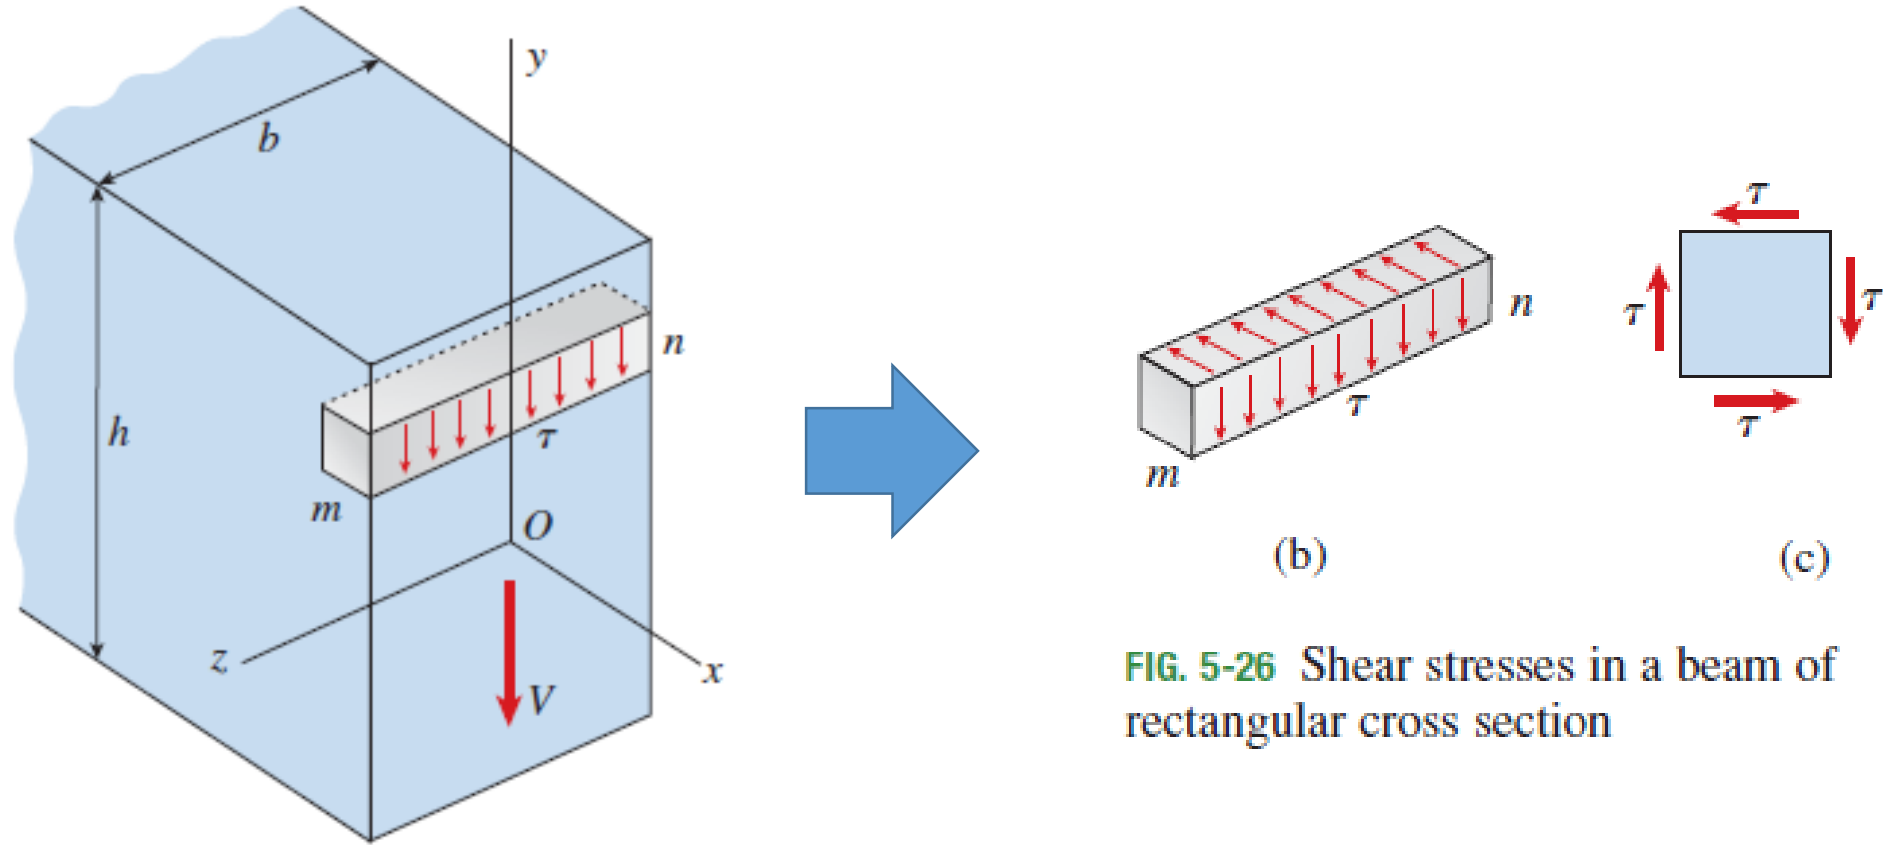 y
b
h
n
τ
m
O
z
x
V
n
τ
m
(b)
τ
τ
τ
τ
(c)
FIG. 5-26 Shear stresses in a beam of
rectangular cross section